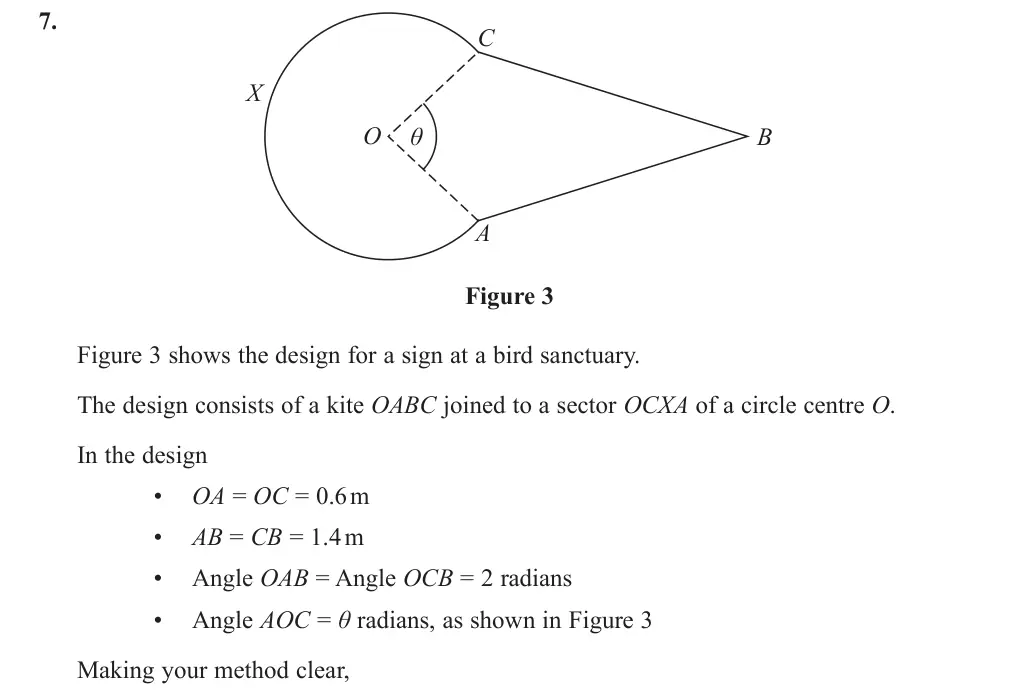 7.
C
X
O θ B
A
Figure 3
Figure 3 shows the design for a sign at a bird sanctuary.
The design consists of a kite OABC joined to a sector OCXA of a circle centre O.
In the design
• OA = OC = 0.6 m
• AB = CB = 1.4 m
• Angle OAB = Angle OCB = 2 radians
• Angle AOC = θ radians, as shown in Figure 3
Making your method clear,